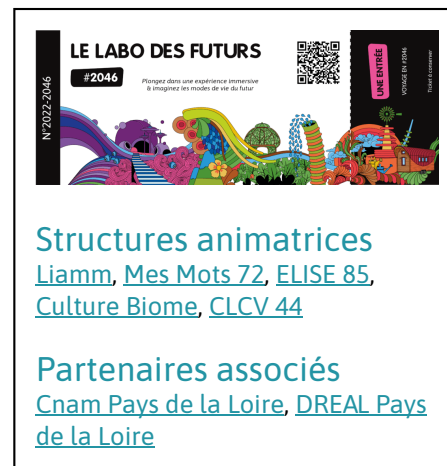 N°2022-2046
LE LABO DES FUTURS
#2046
Plongez dans une expérience immersive
& imaginez les modes de vie du futur
UNE ENTRÉE
VOYAGE EN #2046
Ticket à conserver
Structures animatrices
Liamm, Mes Mots 72, ELISE 85,
Culture Biome, CLCV 44
Partenaires associés
Cnam Pays de la Loire, DREAL Pays
de la Loire